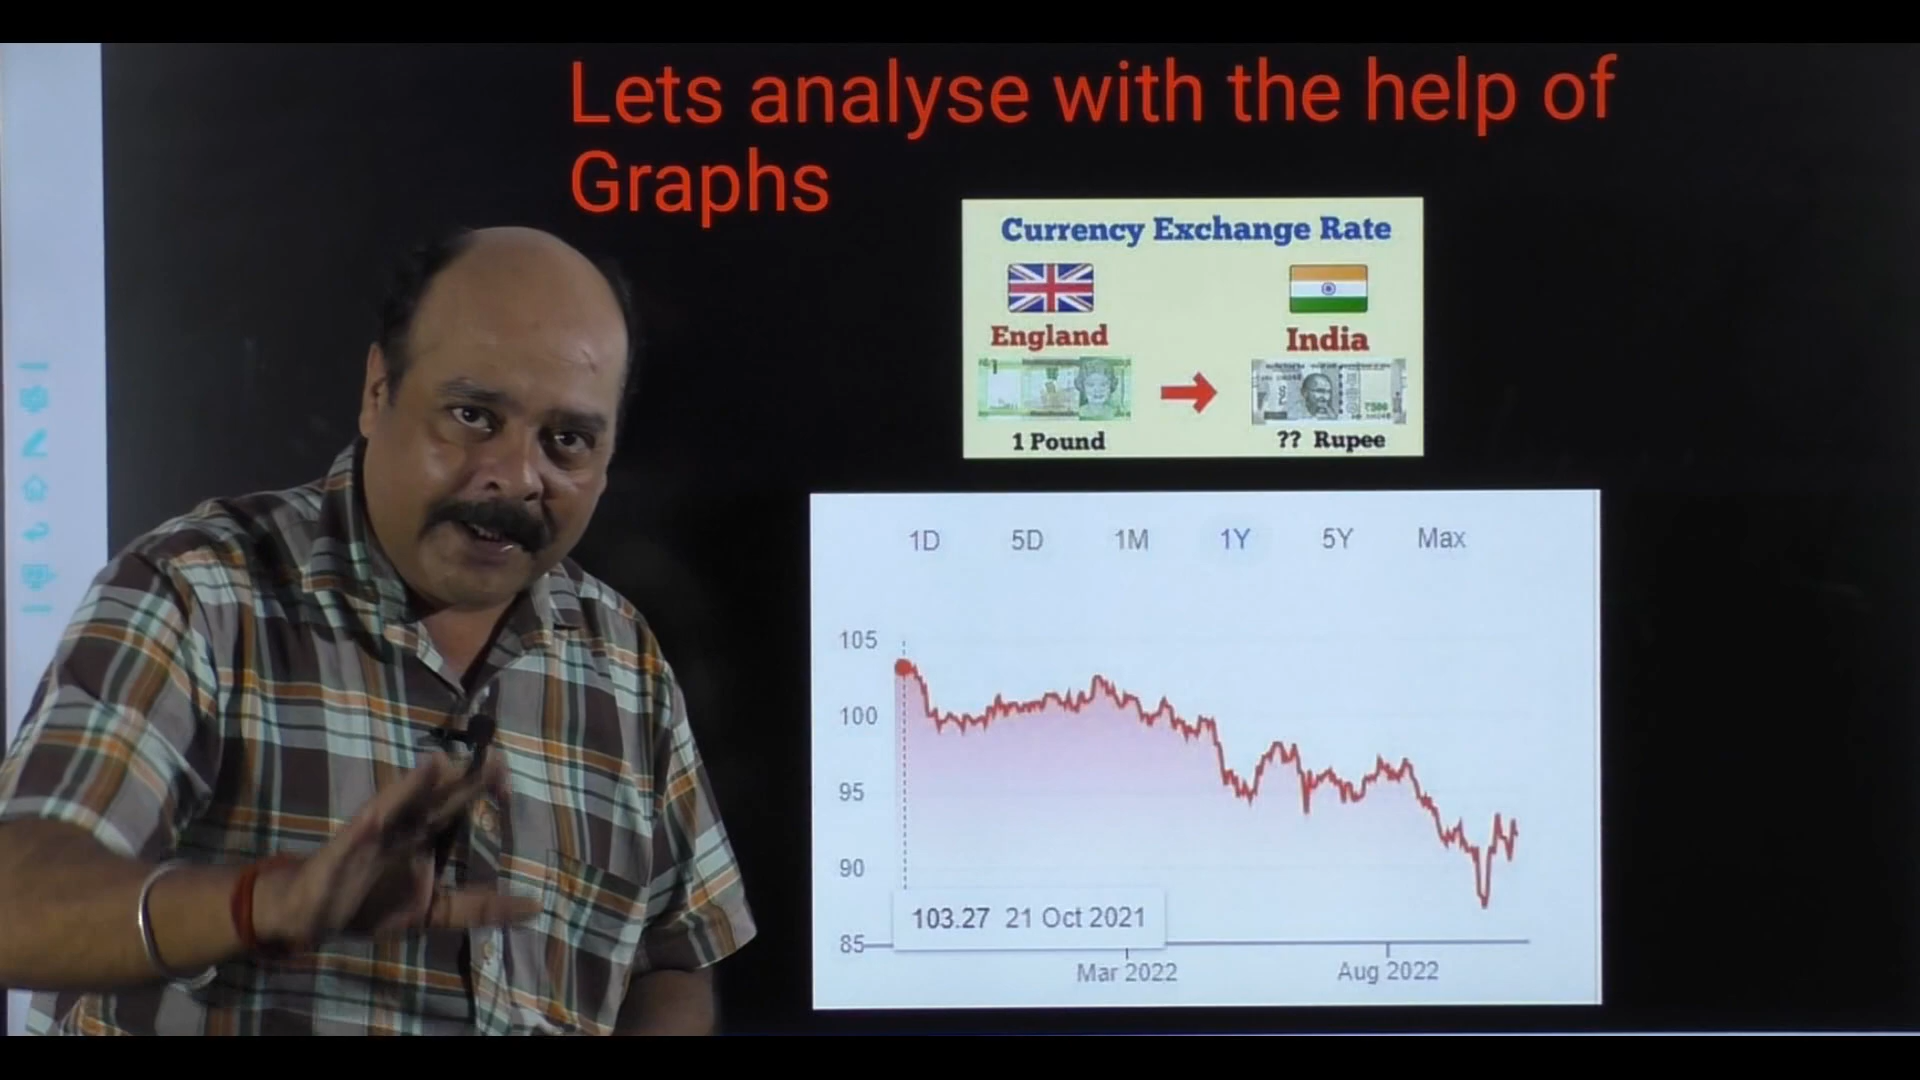 Lets analyse with the help of
Graphs
Currency Exchange Rate
England
India
1 Pound
?? Rupee
1D 5D 1M 1Y 5Y Max
105
100
95
90
85
103.27 21 Oct 2021
Mar 2022
Aug 2022